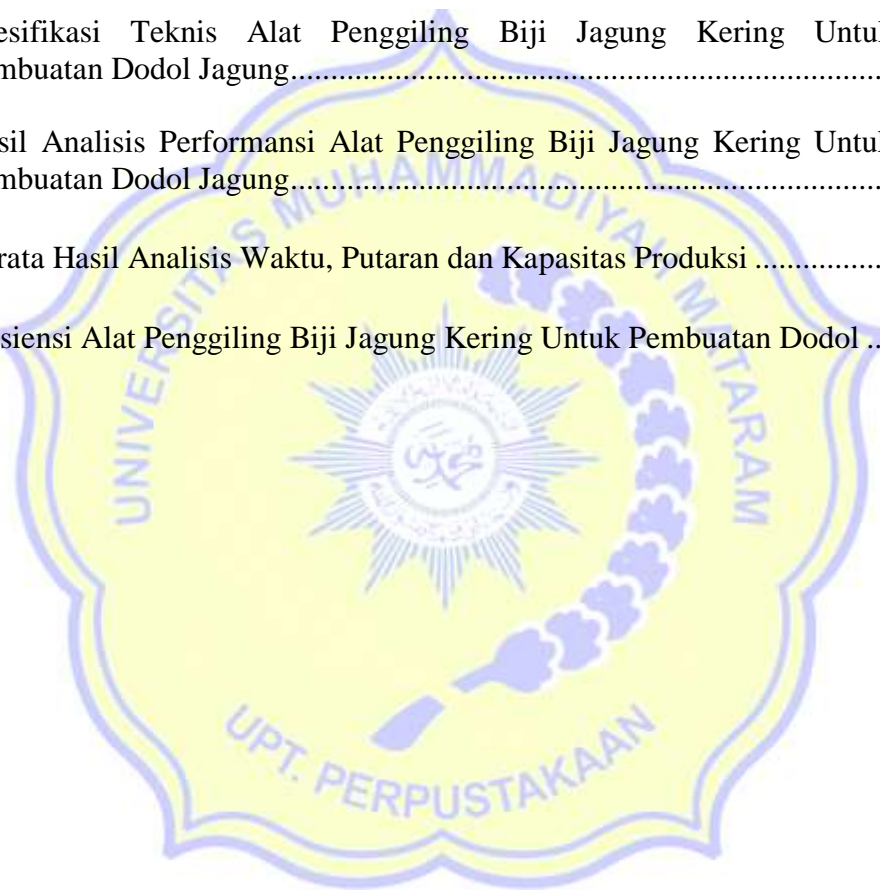 esifikasi Teknis Alat Penggiling Biji Jagung Kering Untuk
mbuatan Dodol Jagung..........................................................................
sil Analisis Performansi Alat Penggiling Biji Jagung Kering Untuk
mbuatan Dodol Jagung..........................................................................
rata Hasil Analisis Waktu, Putaran dan Kapasitas Produksi ................
siensi Alat Penggiling Biji Jagung Kering Untuk Pembuatan Dodol ..
UNIVERSITAS MUHAMMADIYAH MATARAM
UPT. PERPUSTAKAAN